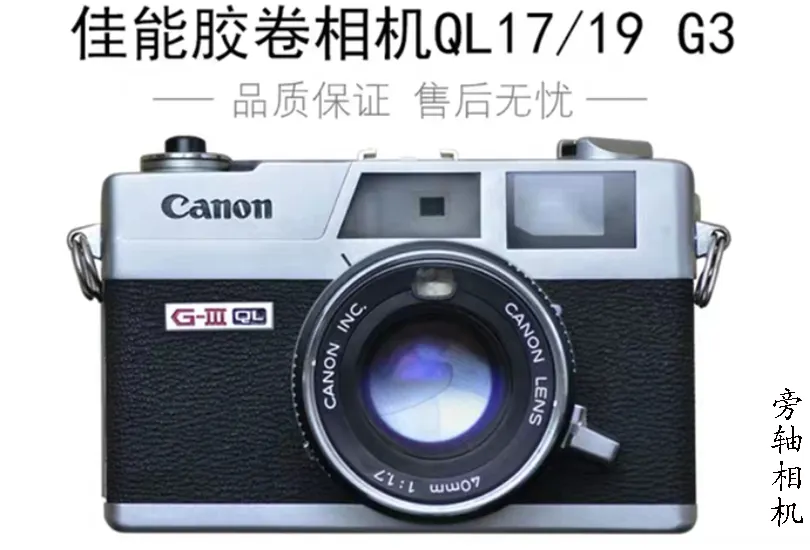 佳能胶卷相机QL17/19 G3
品质保证 售后无忧
Canon
G-III QL
CANON INC.
CANON LENS
40mm 1:1.7
旁轴相机